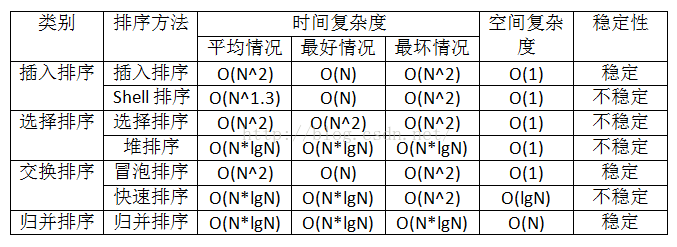 类别 排序方法 时间复杂度 空间复杂度 稳定性
平均情况 最好情况 最坏情况
插入排序 插入排序 O(N^2) O(N) O(N^2) O(1) 稳定
Shell 排序 O(N^1.3) O(N) O(N^2) O(1) 不稳定
选择排序 选择排序 O(N^2) O(N^2) O(N^2) O(1) 不稳定
堆排序 O(N*lgN) O(N*lgN) O(N*lgN) O(1) 不稳定
交换排序 冒泡排序 O(N^2) O(N) O(N^2) O(1) 稳定
快速排序 O(N*lgN) O(N*lgN) O(N^2) O(lgN) 不稳定
归并排序 归并排序 O(N*lgN) O(N*lgN) O(N*lgN) O(N) 稳定